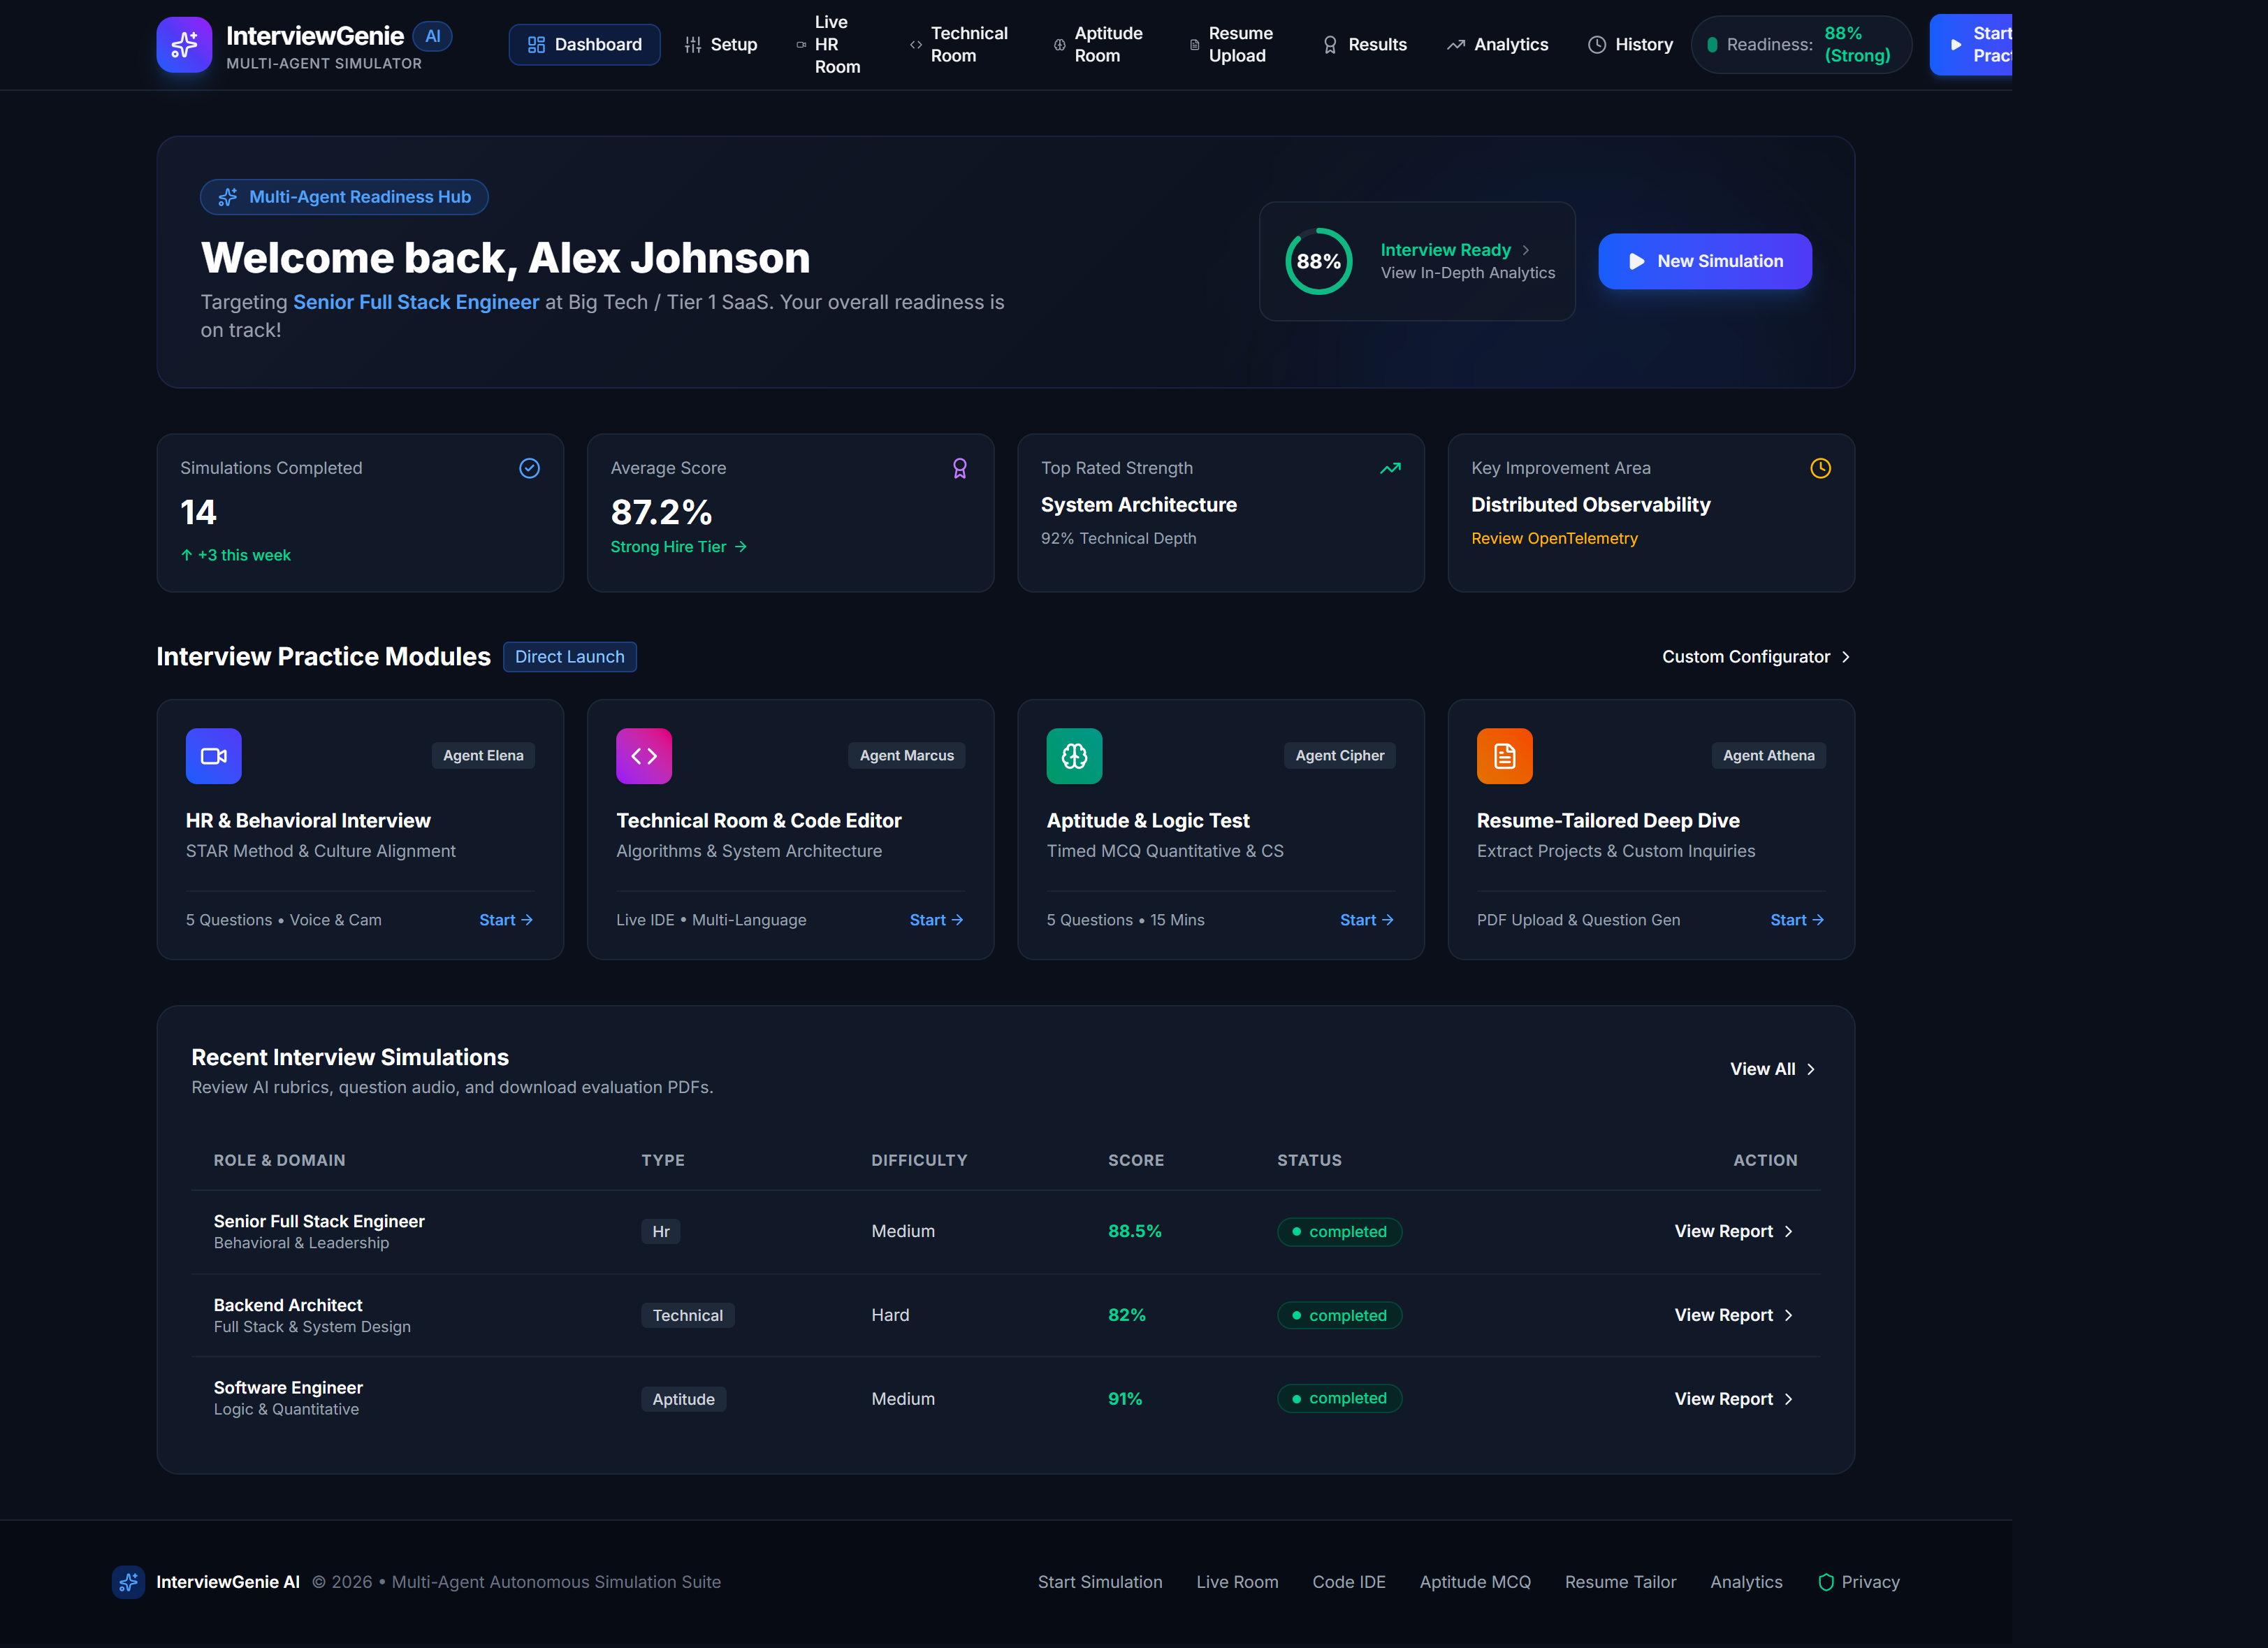 InterviewGenie AI
MULTI-AGENT SIMULATOR
Dashboard
Setup
Live
HR
Room
Technical
Room
Aptitude
Room
Resume
Upload
Results
Analytics
History
Readiness:
88%
(Strong)
Start
Multi-Agent Readiness Hub
Welcome back, Alex Johnson
Targeting Senior Full Stack Engineer at Big Tech / Tier 1 SaaS. Your overall readiness is
on track!
88%
Interview Ready
View In-Depth Analytics
New Simulation
Simulations Completed
14
↑ +3 this week
Average Score
87.2%
Strong Hire Tier →
Top Rated Strength
System Architecture
92% Technical Depth
Key Improvement Area
Distributed Observability
Review OpenTelemetry
Interview Practice Modules
Direct Launch
Custom Configurator
Agent Elena
HR & Behavioral Interview
STAR Method & Culture Alignment
5 Questions • Voice & Cam
Start →
Agent Marcus
Technical Room & Code Editor
Algorithms & System Architecture
Live IDE • Multi-Language
Start →
Agent Cipher
Aptitude & Logic Test
Timed MCQ Quantitative & CS
5 Questions • 15 Mins
Start →
Agent Athena
Resume-Tailored Deep Dive
Extract Projects & Custom Inquiries
PDF Upload & Question Gen
Start →
Recent Interview Simulations
Review AI rubrics, question audio, and download evaluation PDFs.
View All
ROLE & DOMAIN TYPE DIFFICULTY SCORE STATUS ACTION
Senior Full Stack Engineer
Behavioral & Leadership
Hr Medium 88.5% completed View Report
Backend Architect
Full Stack & System Design
Technical Hard 82% completed View Report
Software Engineer
Logic & Quantitative
Aptitude Medium 91% completed View Report
InterviewGenie AI © 2026 • Multi-Agent Autonomous Simulation Suite
Start Simulation Live Room Code IDE Aptitude MCQ Resume Tailor Analytics Privacy